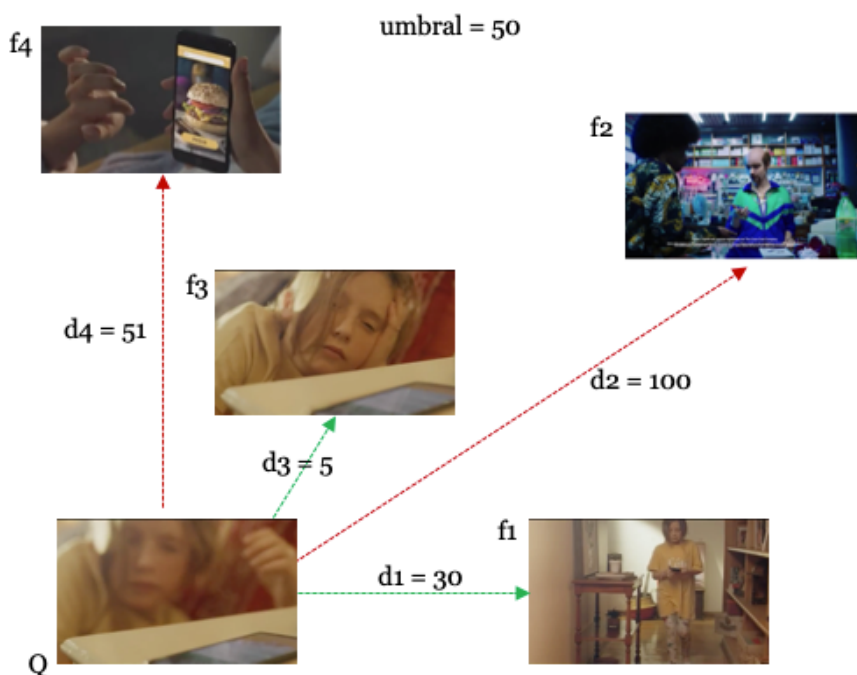 umbral = 50
f4
f2
f3
d4 = 51
d2 = 100
d3 = 5
f1
d1 = 30
Q